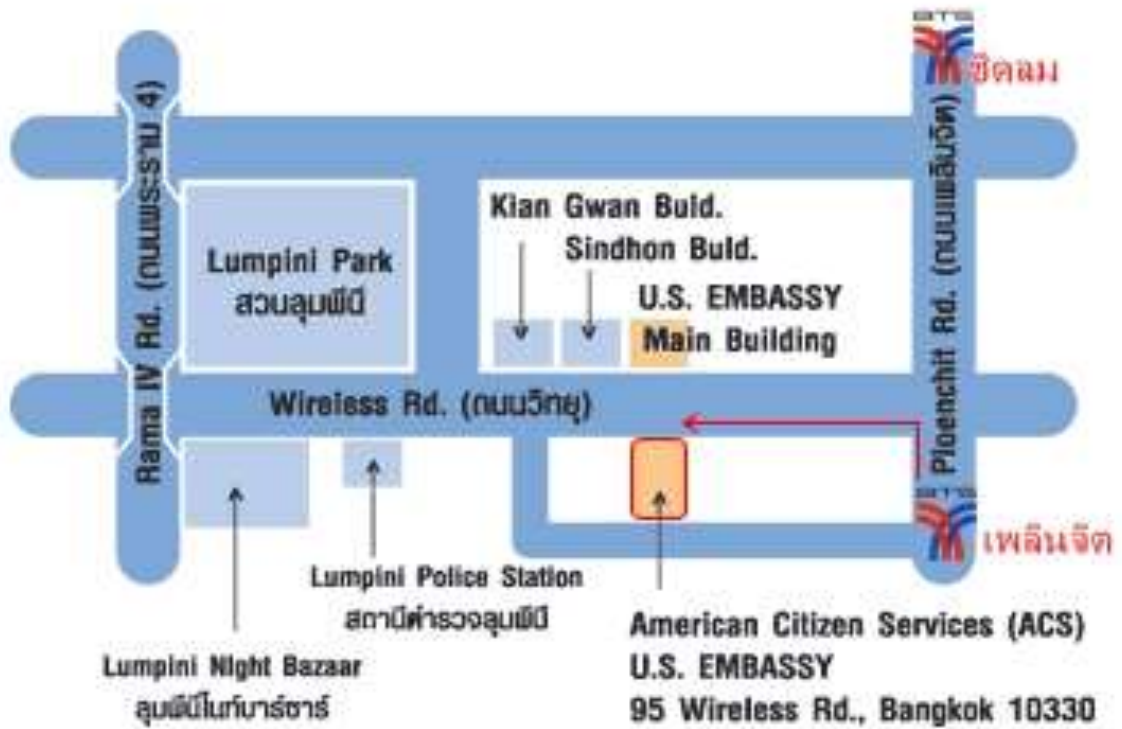 BTS
ชิดลม
Rama IV Rd. (ถนนพระราม 4)
Ploenchit Rd. (ถนนเพลินจิต)
Kian Gwan Buld.
Sindhon Buld.
Lumpini Park
สวนลุมพีนี
U.S. EMBASSY
Main Building
Wireless Rd. (ถนนวิทยุ)
BTS
เพลินจิต
Lumpini Police Station
สถานีตำรวจลุมพินี
American Citizen Services (ACS)
U.S. EMBASSY
95 Wireless Rd., Bangkok 10330
Lumpini Night Bazaar
ลุมพีนีไนท์บาร์ซาร์